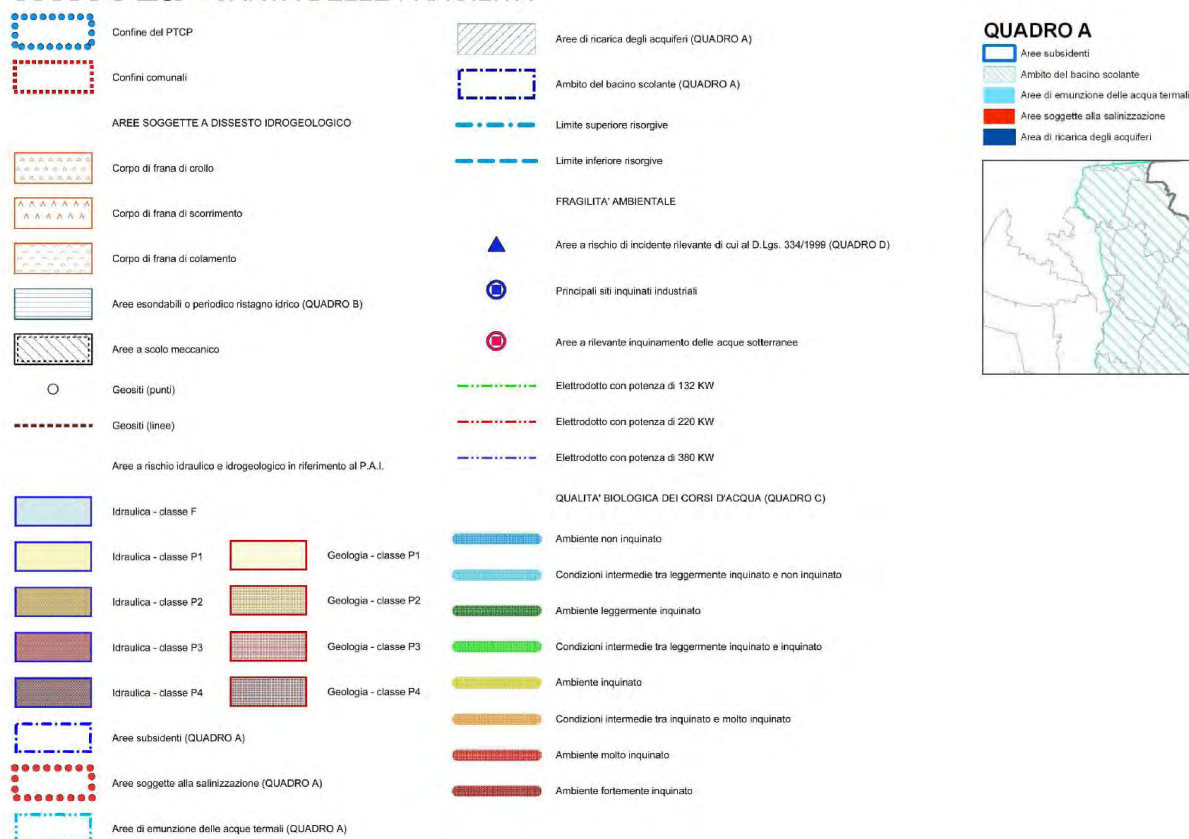 Confine del PTCP
Confini comunali
AREE SOGGETTE A DISSESTO IDROGEOLOGICO
Corpo di frana di crollo
Corpo di frana di scorrimento
Corpo di frana di colamento
Aree esondabili o periodico ristagno idrico (QUADRO B)
Aree a scolo meccanico
Geositi (punti)
Geositi (linee)
Aree a rischio idraulico e idrogeologico in riferimento al P.A.I.
Idraulica - classe F
Idraulica - classe P1
Geologia - classe P1
Idraulica - classe P2
Geologia - classe P2
Idraulica - classe P3
Geologia - classe P3
Idraulica - classe P4
Geologia - classe P4
Aree subsidenti (QUADRO A)
Aree soggette alla salinizzazione (QUADRO A)
Aree di emunzione delle acque termali (QUADRO A)
Aree di ricarica degli acquiferi (QUADRO A)
Ambito del bacino scolante (QUADRO A)
Limite superiore risorgive
Limite inferiore risorgive
FRAGILITA' AMBIENTALE
Aree a rischio di incidente rilevante di cui al D.Lgs. 334/1999 (QUADRO D)
Principali siti inquinati industriali
Aree a rilevante inquinamento delle acque sotterranee
Elettrodotto con potenza di 132 KW
Elettrodotto con potenza di 220 KW
Elettrodotto con potenza di 380 KW
QUALITA' BIOLOGICA DEI CORSI D'ACQUA (QUADRO C)
Ambiente non inquinato
Condizioni intermedie tra leggermente inquinato e non inquinato
Ambiente leggermente inquinato
Condizioni intermedie tra leggermente inquinato e inquinato
Ambiente inquinato
Condizioni intermedie tra inquinato e molto inquinato
Ambiente molto inquinato
Ambiente fortemente inquinato
QUADRO A
Aree subsidenti
Ambito del bacino scolante
Aree di emunzione delle acqua termali
Aree soggette alla salinizzazione
Area di ricarica degli acquiferi